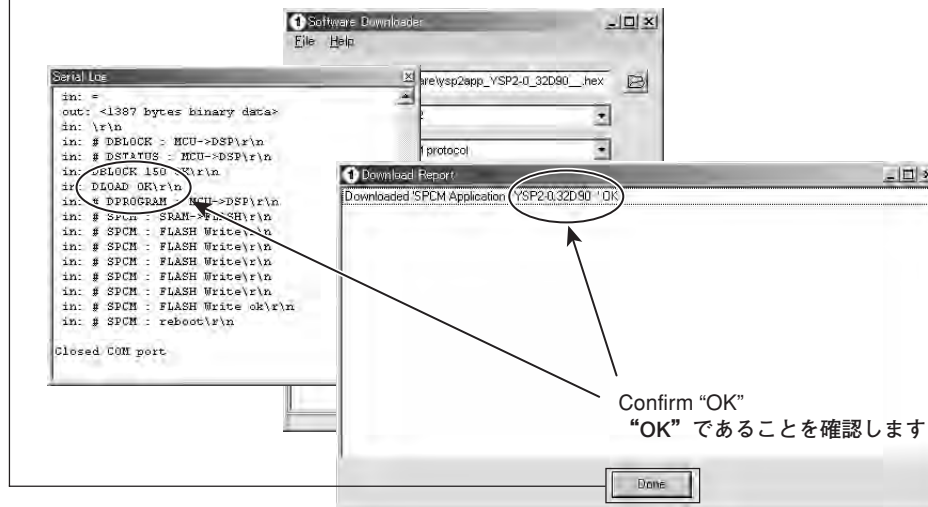 Software Downloader
File Help
are\ysp2app_YSP2-0_32D90__.hex
protocol
Serial Log
in: =
out: <1387 bytes binary data>
in: \r\n
in: # DBLOCK : MCU->DSP\r\n
in: # DSTATUS : MCU->DSP\r\n
in: DBLOCK 150 OK\r\n
in: DLOAD OK\r\n
in: # DPROGRAM : MCU->DSP\r\n
in: # SPCM : SRAM->FLASH\r\n
in: # SPCM : FLASH Write\r\n
in: # SPCM : FLASH Write\r\n
in: # SPCM : FLASH Write\r\n
in: # SPCM : FLASH Write\r\n
in: # SPCM : FLASH Write\r\n
in: # SPCM : FLASH Write ok\r\n
in: # SPCM : reboot\r\n
Closed COM port
Download Report
Downloaded 'SPCM Application YSP2-0.32D90 ' OK
Confirm “OK”
“OK”であることを確認します
Done